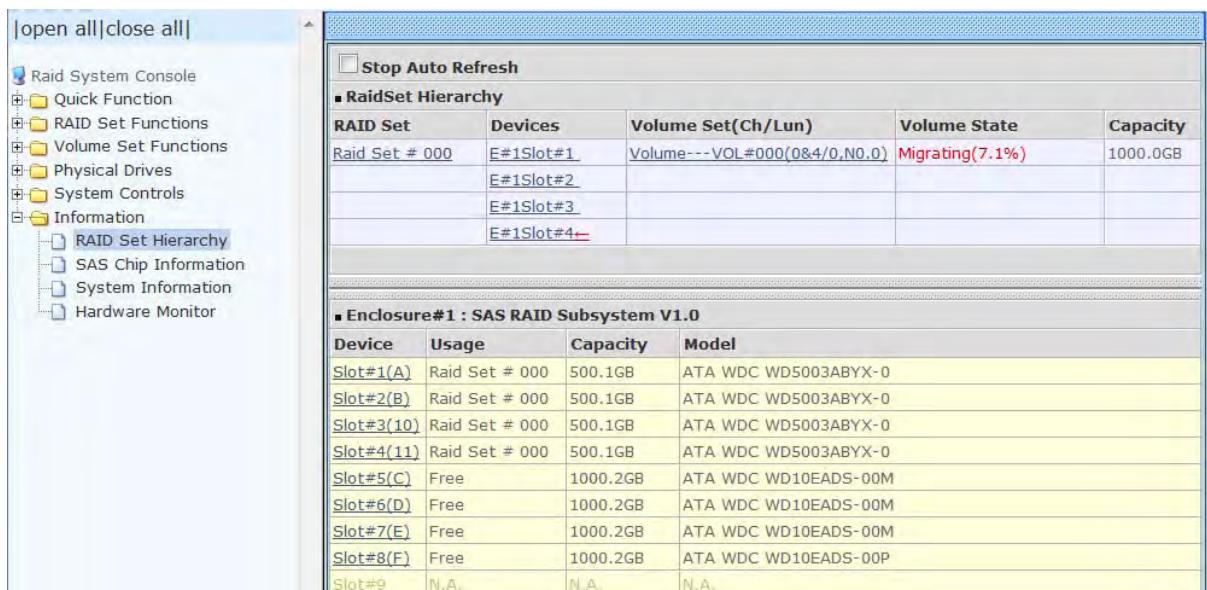 |open all|close all|
Raid System Console
Quick Function
RAID Set Functions
Volume Set Functions
Physical Drives
System Controls
Information
RAID Set Hierarchy
SAS Chip Information
System Information
Hardware Monitor
Stop Auto Refresh
▪ RaidSet Hierarchy
RAID Set Devices Volume Set(Ch/Lun) Volume State Capacity
Raid Set # 000 E#1Slot#1 Volume---VOL#000(0&4/0,N0.0) Migrating(7.1%) 1000.0GB
E#1Slot#2
E#1Slot#3
E#1Slot#4←
▪ Enclosure#1 : SAS RAID Subsystem V1.0
Device Usage Capacity Model
Slot#1(A) Raid Set # 000 500.1GB ATA WDC WD5003ABYX-0
Slot#2(B) Raid Set # 000 500.1GB ATA WDC WD5003ABYX-0
Slot#3(10) Raid Set # 000 500.1GB ATA WDC WD5003ABYX-0
Slot#4(11) Raid Set # 000 500.1GB ATA WDC WD5003ABYX-0
Slot#5(C) Free 1000.2GB ATA WDC WD10EADS-00M
Slot#6(D) Free 1000.2GB ATA WDC WD10EADS-00M
Slot#7(E) Free 1000.2GB ATA WDC WD10EADS-00M
Slot#8(F) Free 1000.2GB ATA WDC WD10EADS-00P
Slot#9 N.A. N.A. N.A.